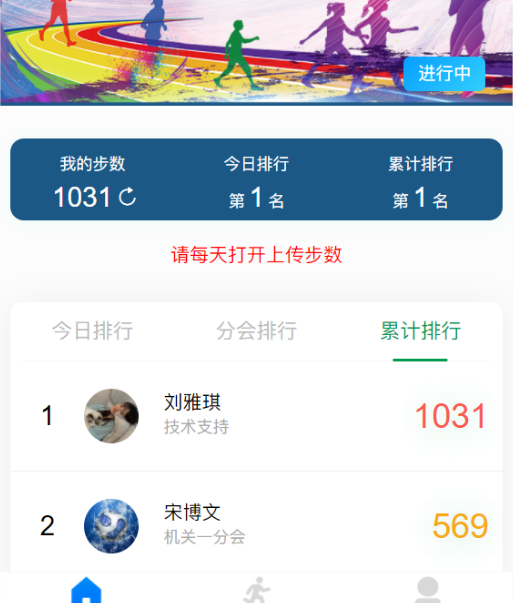 进行中
我的步数 今日排行 累计排行
1031 第1名 第1名
请每天打开上传步数
今日排行 分会排行 累计排行
1 刘雅琪 1031
技术支持
2 宋博文 569
机关一分会